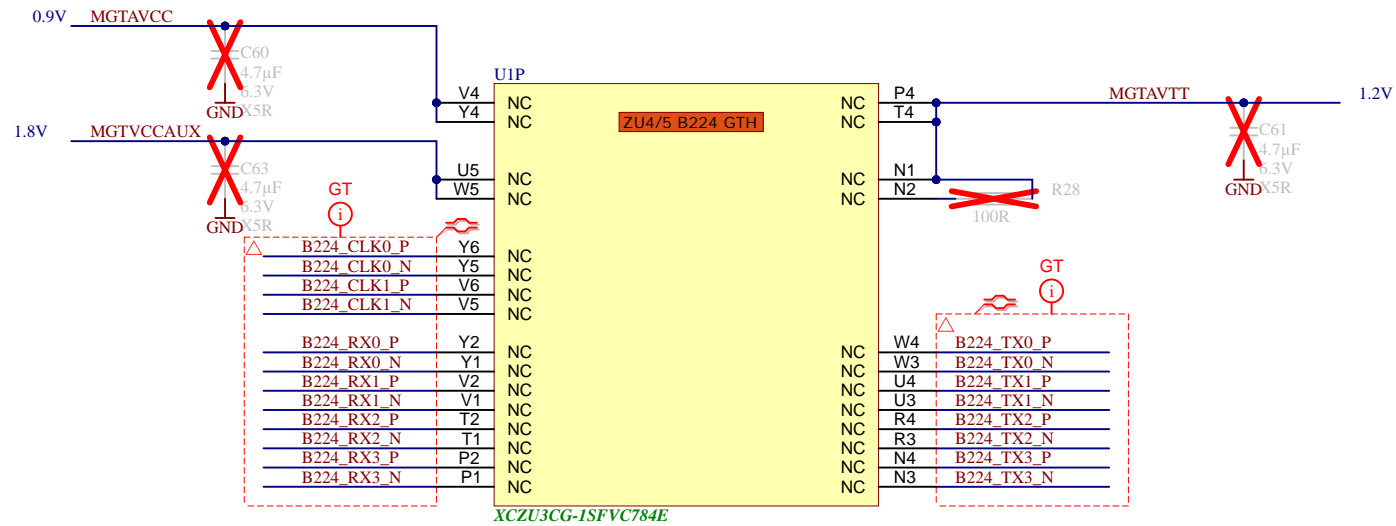 0.9V MGTAVCC
C60
4.7µF
6.3V
X5R
GND
1.8V MGTVCCAUX
C63
4.7µF
6.3V
X5R
GND
GT
i
B224_CLK0_P
B224_CLK0_N
B224_CLK1_P
B224_CLK1_N
B224_RX0_P
B224_RX0_N
B224_RX1_P
B224_RX1_N
B224_RX2_P
B224_RX2_N
B224_RX3_P
B224_RX3_N
U1P
ZU4/5 B224 GTH
V4 NC
Y4 NC
U5 NC
W5 NC
Y6 NC
Y5 NC
V6 NC
V5 NC
Y2 NC
Y1 NC
V2 NC
V1 NC
T2 NC
T1 NC
P2 NC
P1 NC
NC P4
NC T4
NC N1
NC N2
NC W4
NC W3
NC U4
NC U3
NC R4
NC R3
NC N4
NC N3
XCZU3CG-1SFVC784E
MGTAVTT 1.2V
C61
4.7µF
6.3V
X5R
GND
R28
100R
GT
i
B224_TX0_P
B224_TX0_N
B224_TX1_P
B224_TX1_N
B224_TX2_P
B224_TX2_N
B224_TX3_P
B224_TX3_N